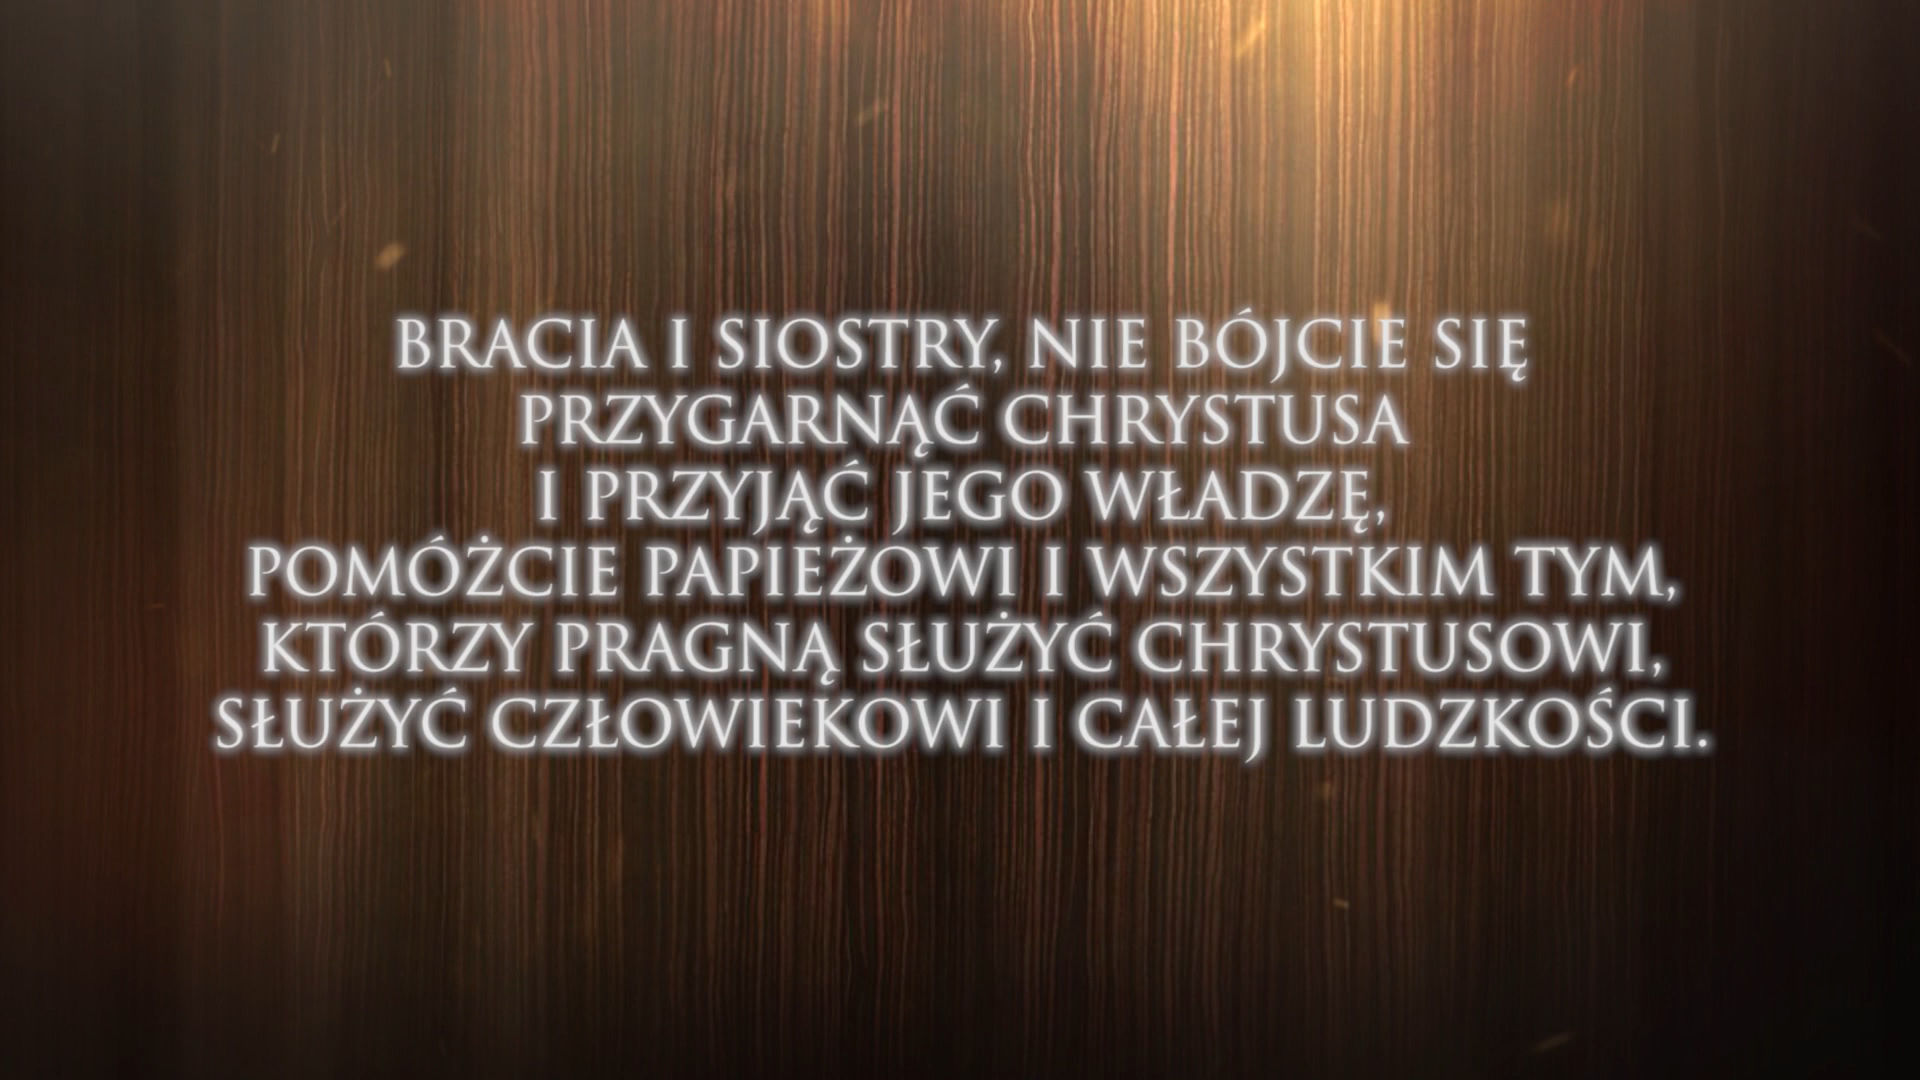 BRACIA I SIOSTRY, NIE BÓJCIE SIĘ
PRZYGARNĄĆ CHRYSTUSA
I PRZYJĄĆ JEGO WŁADZĘ,
POMÓŻCIE PAPIEŻOWI I WSZYSTKIM TYM,
KTÓRZY PRAGNĄ SŁUŻYĆ CHRYSTUSOWI,
SŁUŻYĆ CZŁOWIEKOWI I CAŁEJ LUDZKOŚCI.